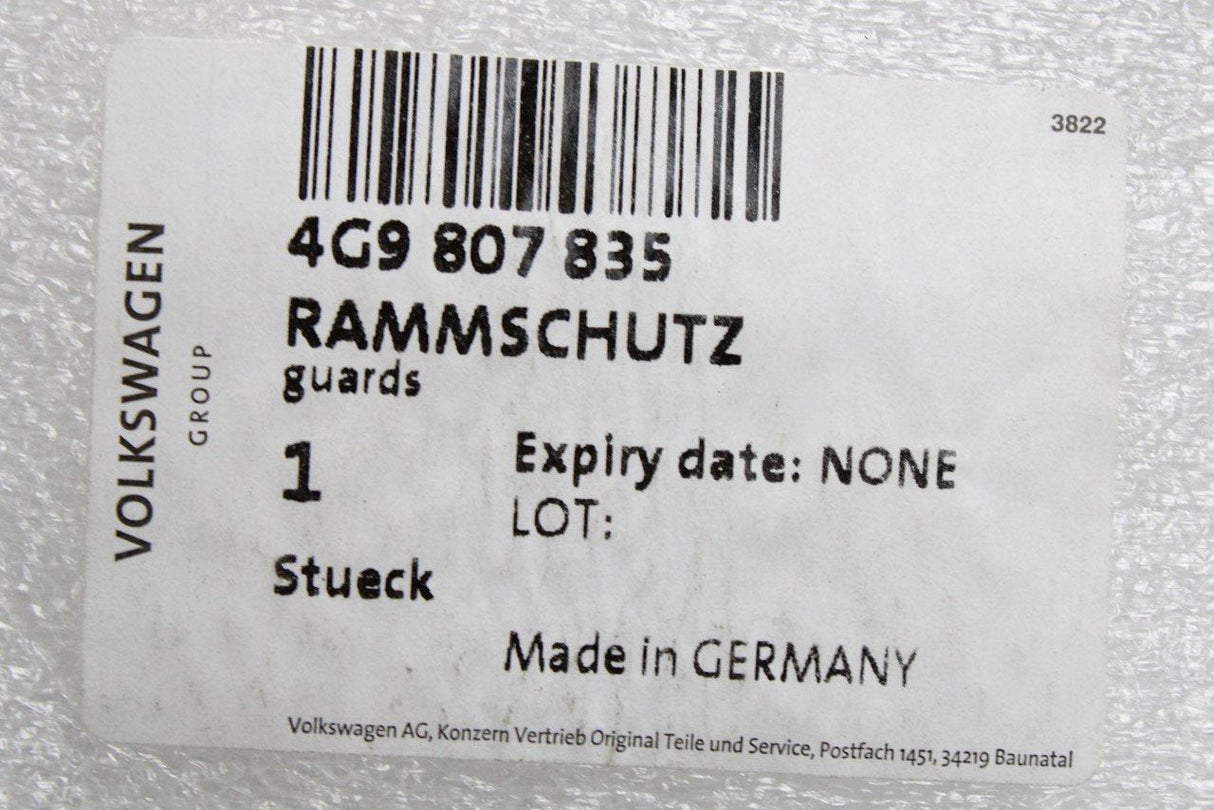 3822
4G9 807 835
RAMMSCHUTZ
guards
1
Expiry date: NONE
LOT:
Stueck
Made in GERMANY
Volkswagen AG, Konzern Vertrieb Original Teile und Service, Postfach 1451, 34219 Baunatal
VOLKSWAGEN
GROUP